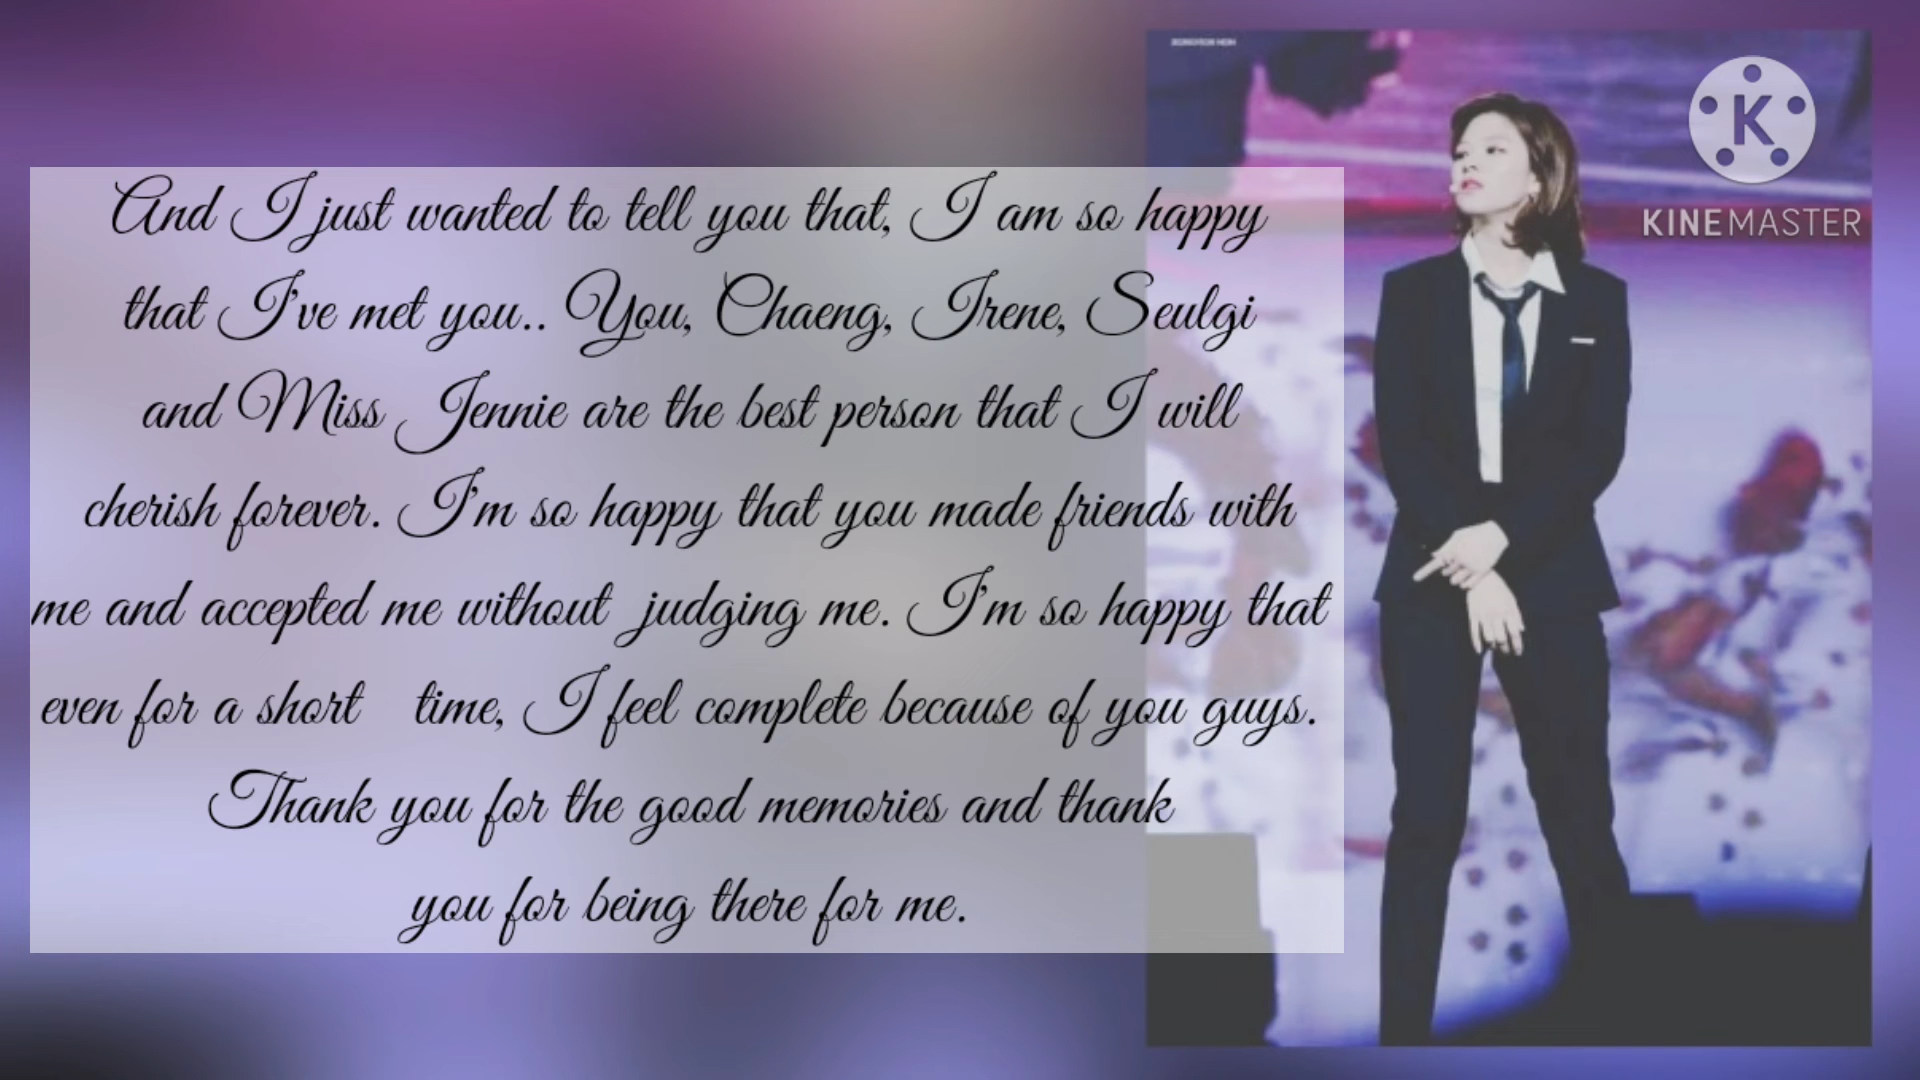 And I just wanted to tell you that, I am so happy
that I've met you.. You, Chaeng, Irene, Seulgi
and Miss Jennie are the best person that I will
cherish forever. I'm so happy that you made friends with
me and accepted me without judging me. I'm so happy that
even for a short time, I feel complete because of you guys.
Thank you for the good memories and thank
you for being there for me.
K
KINEMASTER